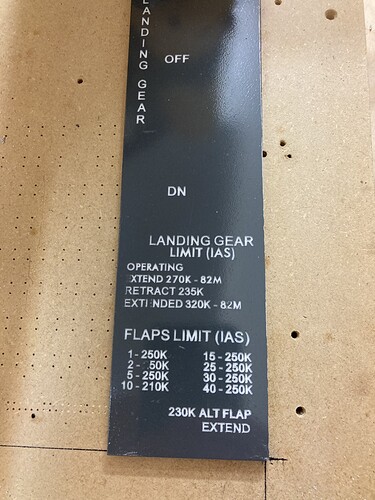 LANDING GEAR
OFF
DN
LANDING GEAR
LIMIT (IAS)
OPERATING
XTEND 270K - 82M
RETRACT 235K
EXTENDED 320K - 82M
FLAPS LIMIT (IAS)
1 - 250K 15 - 250K
2 - 50K 25 - 250K
5 - 250K 30 - 250K
10 - 210K 40 - 250K
230K ALT FLAP
EXTEND